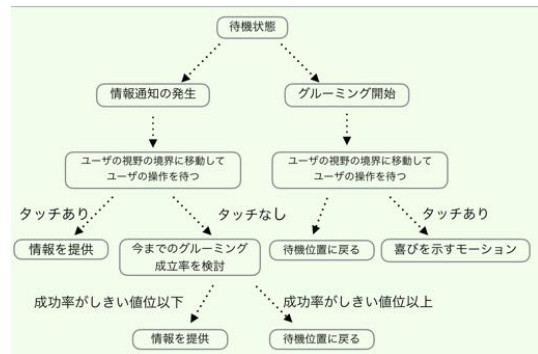 待機状態
情報通知の発生
グルーミング開始
ユーザの視野の境界に移動して
ユーザの操作を待つ
ユーザの視野の境界に移動して
ユーザの操作を待つ
タッチあり
タッチなし
タッチあり
情報を提供
今までのグルーミング
成立率を検討
待機位置に戻る
喜びを示すモーション
成功率がしきい値位以下
成功率がしきい値位以上
情報を提供
待機位置に戻る